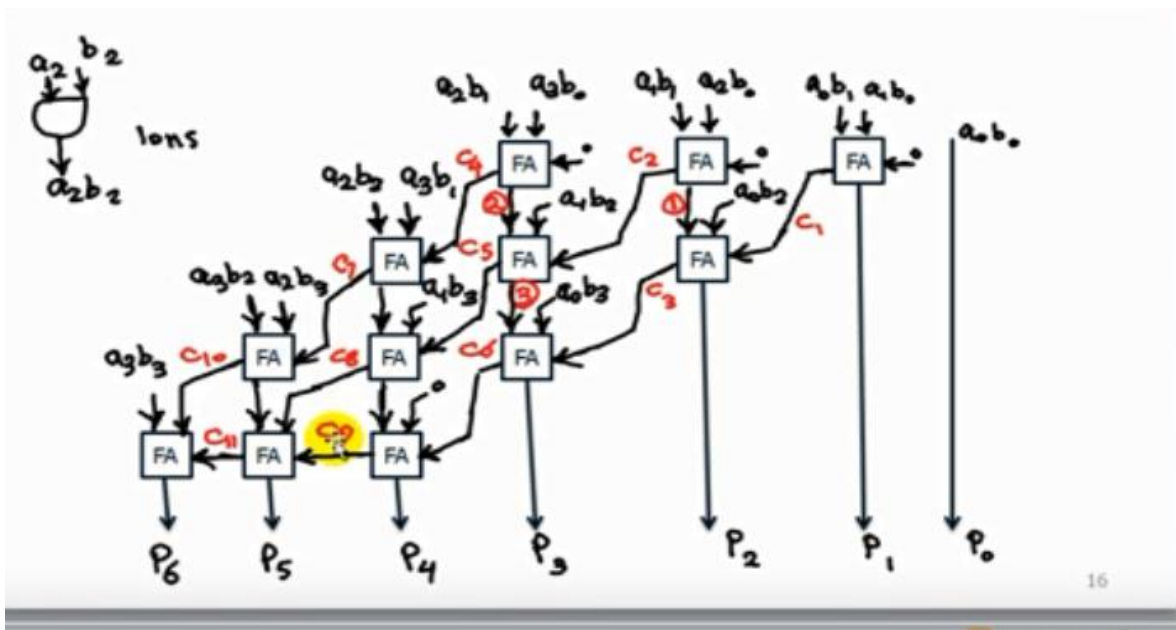 a₂ b₂
a₂b₂
10ns
a₂b₁ a₃b₀ a₁b₁ a₂b₀ a₀b₁ a₁b₀ a₀b₀
C₄ FA 0 C₂ FA 0 FA 0
a₂b₂ a₃b₁ ② a₁b₂ ① a₀b₂ C₁
C₇ FA C₅ FA FA
a₃b₂ a₂b₃ a₁b₃ ③ a₀b₃ C₃
C₁₀ FA C₈ FA C₆ FA
a₃b₃ 0
FA C₁₁ FA C₉ FA
P₆ P₅ P₄ P₃ P₂ P₁ P₀
16